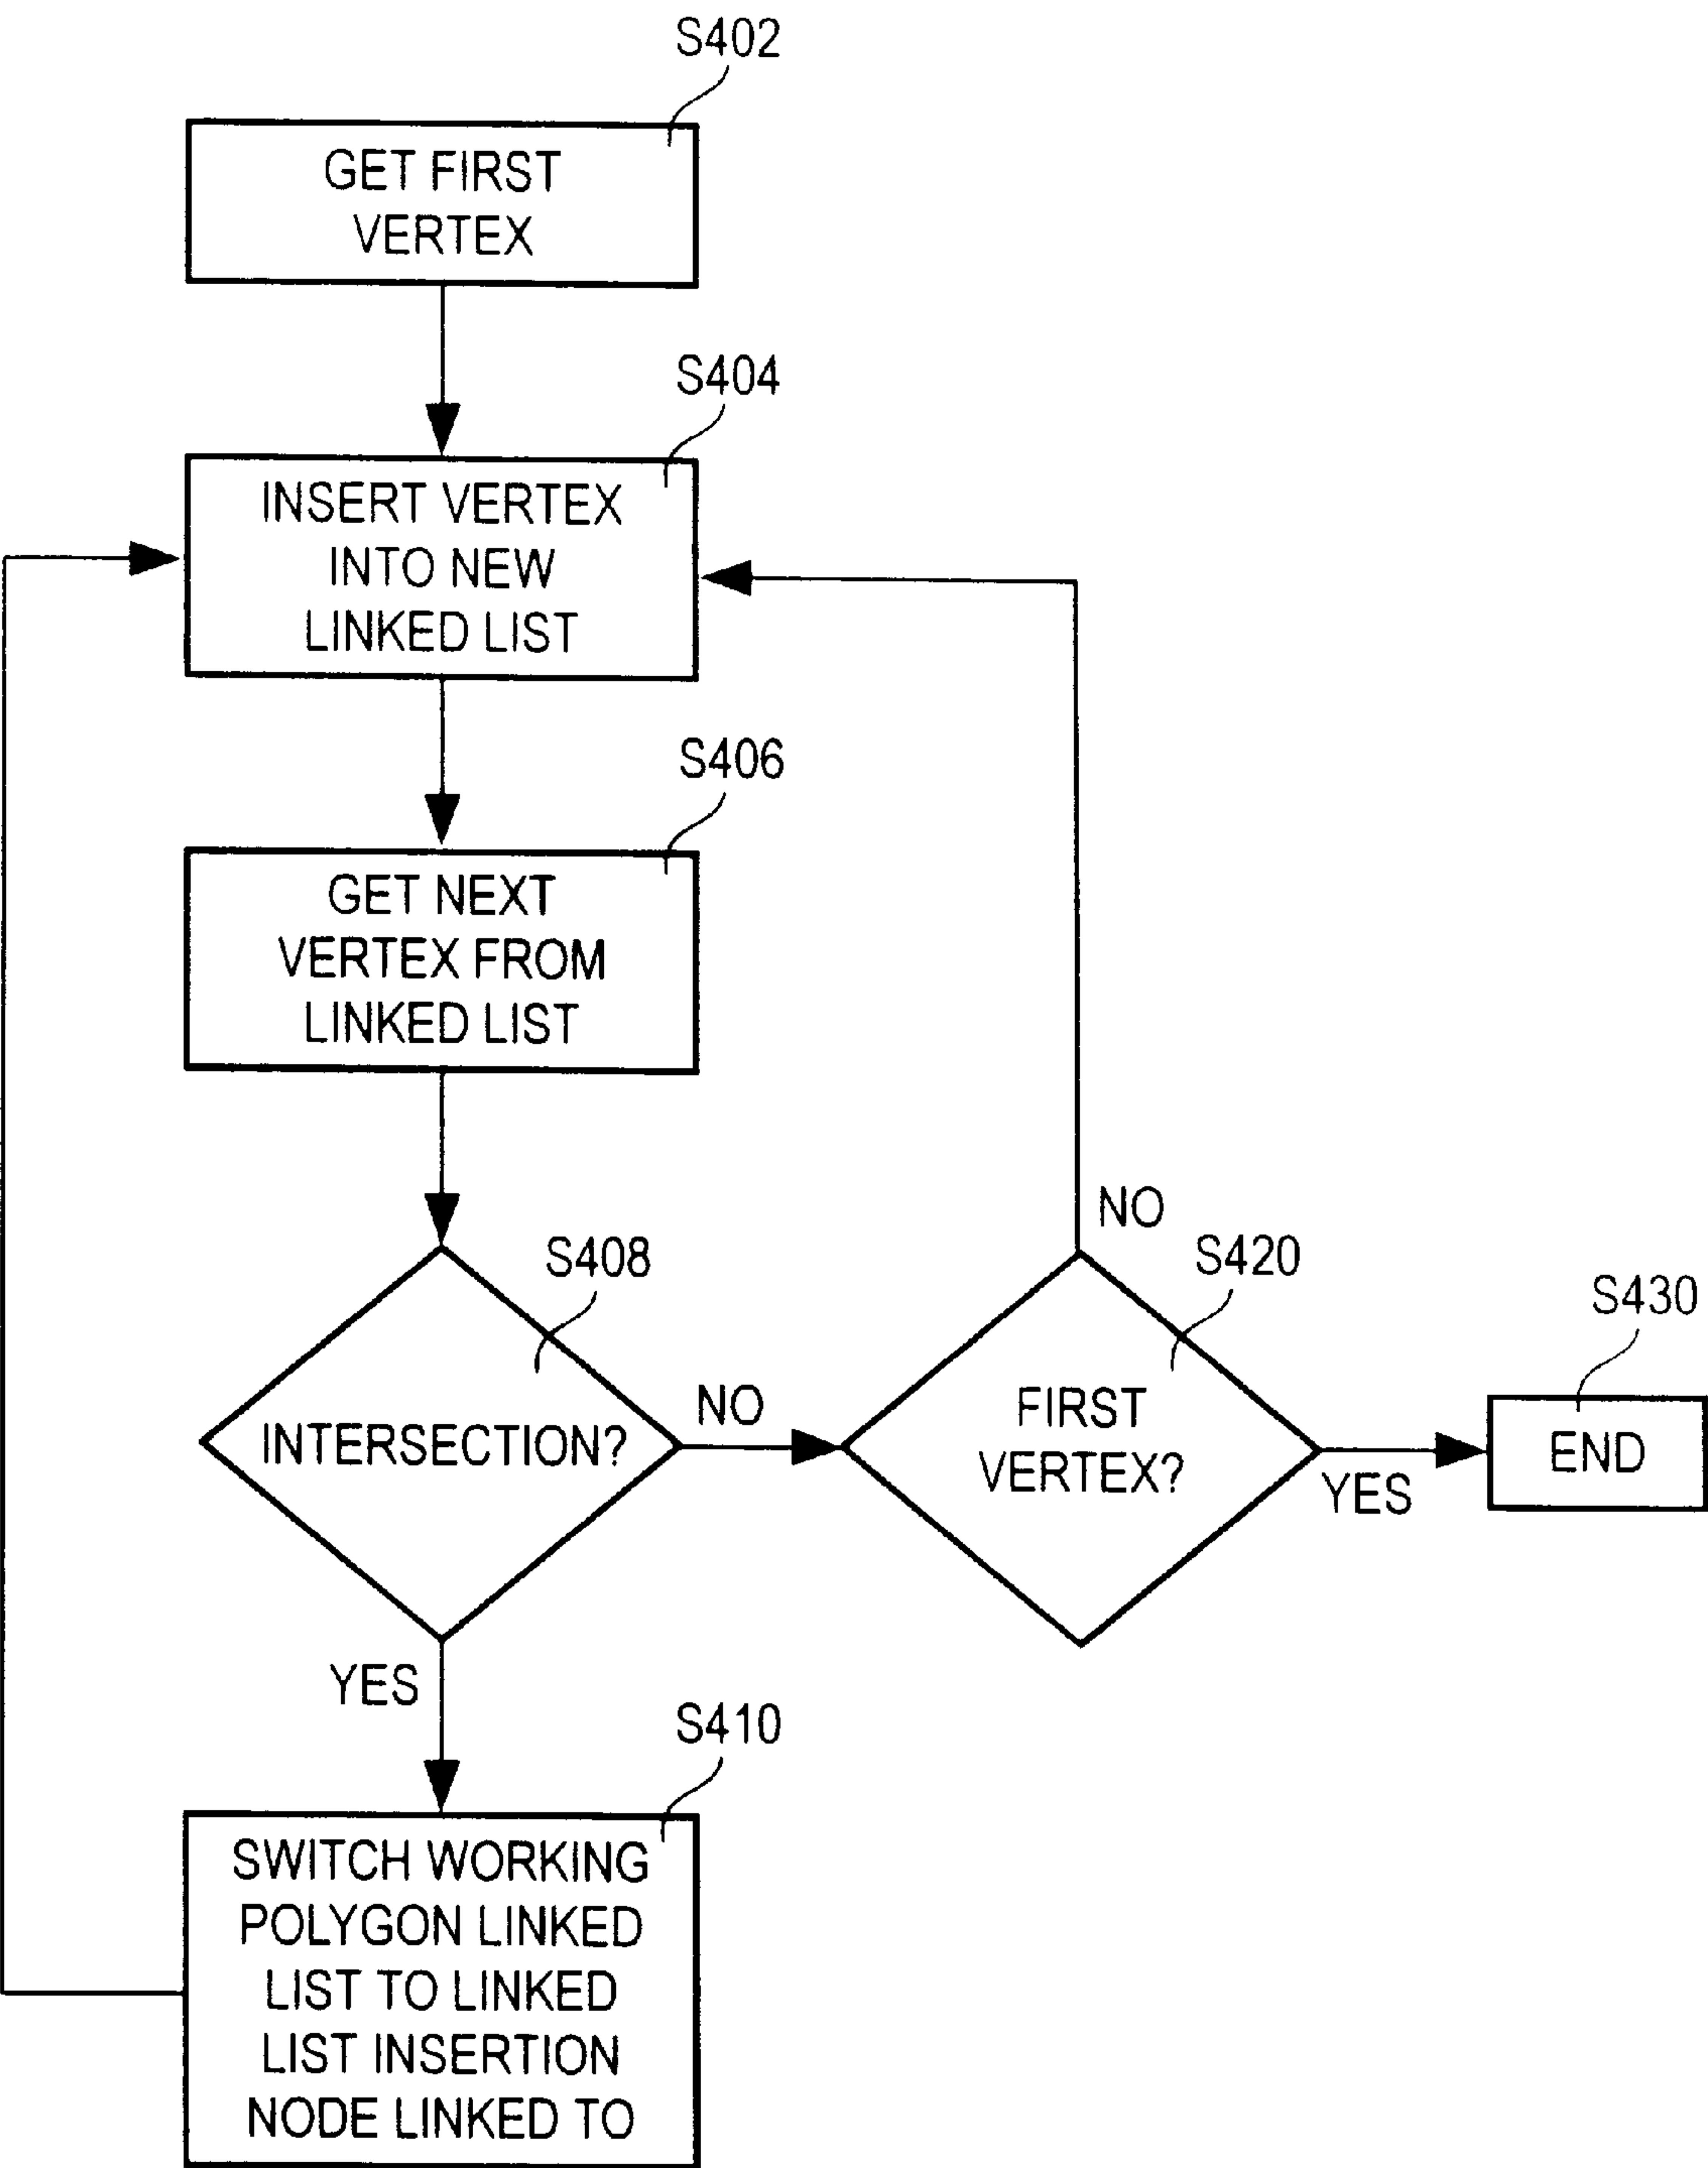 S402
GET FIRST
VERTEX
S404
INSERT VERTEX
INTO NEW
LINKED LIST
S406
GET NEXT
VERTEX FROM
LINKED LIST
S408
INTERSECTION?
NO
YES
S420
FIRST
VERTEX?
NO
YES
S430
END
S410
SWITCH WORKING
POLYGON LINKED
LIST TO LINKED
LIST INSERTION
NODE LINKED TO